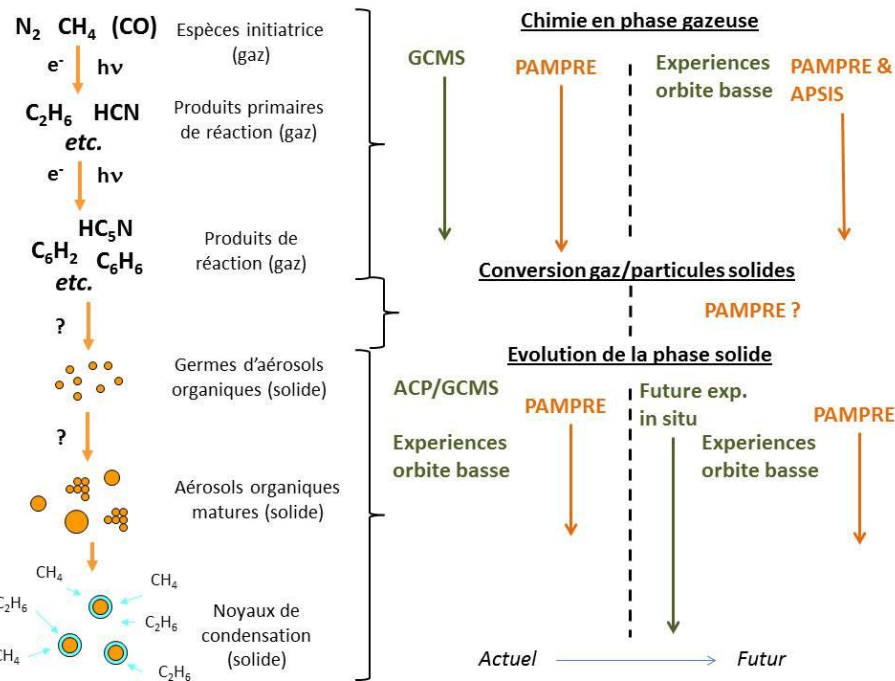 N₂ CH₄ (CO)
Espèces initiatrice
(gaz)
e⁻ hν
C₂H₆ HCN
etc.
Produits primaires
de réaction (gaz)
e⁻ hν
HC₅N
C₆H₂ C₆H₆
etc.
Produits de
réaction (gaz)
?
Germes d'aérosols
organiques (solide)
?
Aérosols organiques
matures (solide)
CH₄
CH₄
C₂H₆
C₂H₆
CH₄
C₂H₆
Noyaux de
condensation
(solide)
Chimie en phase gazeuse
GCMS
PAMPRE
Experiences
orbite basse
PAMPRE &
APSIS
Conversion gaz/particules solides
PAMPRE ?
Evolution de la phase solide
ACP/GCMS
Experiences
orbite basse
PAMPRE
Future exp.
in situ
Experiences
orbite basse
PAMPRE
Actuel Futur